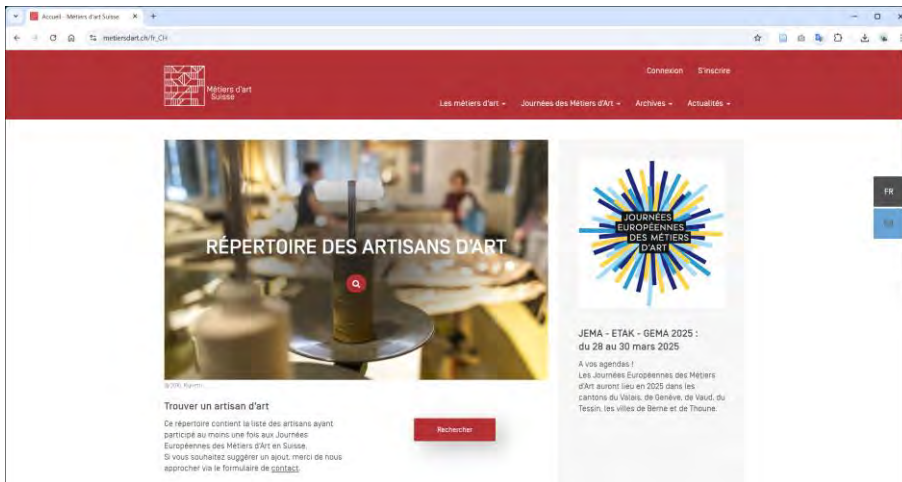 Accueil - Métiers d'art Suisse
metiersdart.ch/fr_CH
Connexion S'inscrire
Métiers d'art
Suisse
Les métiers d'art Journées des Métiers d'Art Archives Actualités
RÉPERTOIRE DES ARTISANS D'ART
JOURNÉES
EUROPÉENNES
DES MÉTIERS
D'ART
FR
JEMA - ETAK - GEMA 2025 :
du 28 au 30 mars 2025
A vos agendas !
Les Journées Européennes des Métiers
d'Art auront lieu en 2025 dans les
cantons du Valais, de Genève, de Vaud, du
Tessin, les villes de Berne et de Thoune.
Trouver un artisan d'art
Ce répertoire contient la liste des artisans ayant
participé au moins une fois aux Journées
Européennes des Métiers d'Art en Suisse.
Si vous souhaitez suggérer un ajout, merci de nous
approcher via le formulaire de contact.
Rechercher